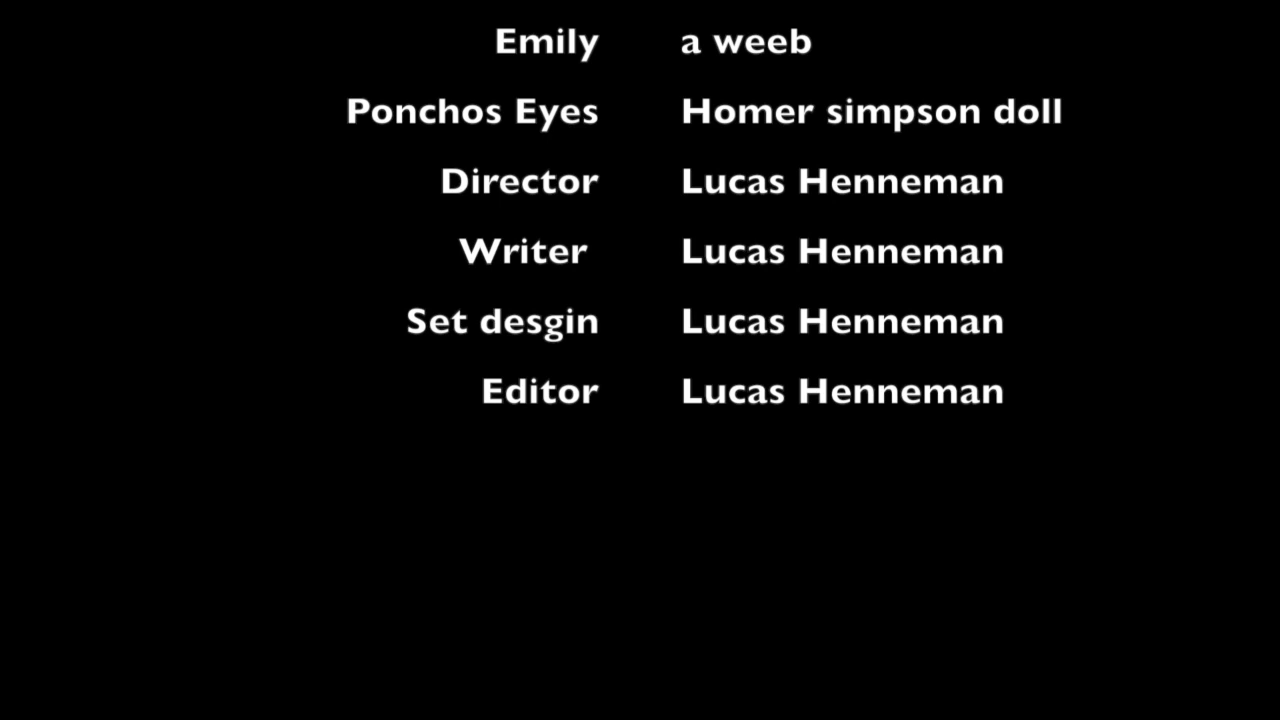 Emily a weeb
Ponchos Eyes Homer simpson doll
Director Lucas Henneman
Writer Lucas Henneman
Set desgin Lucas Henneman
Editor Lucas Henneman